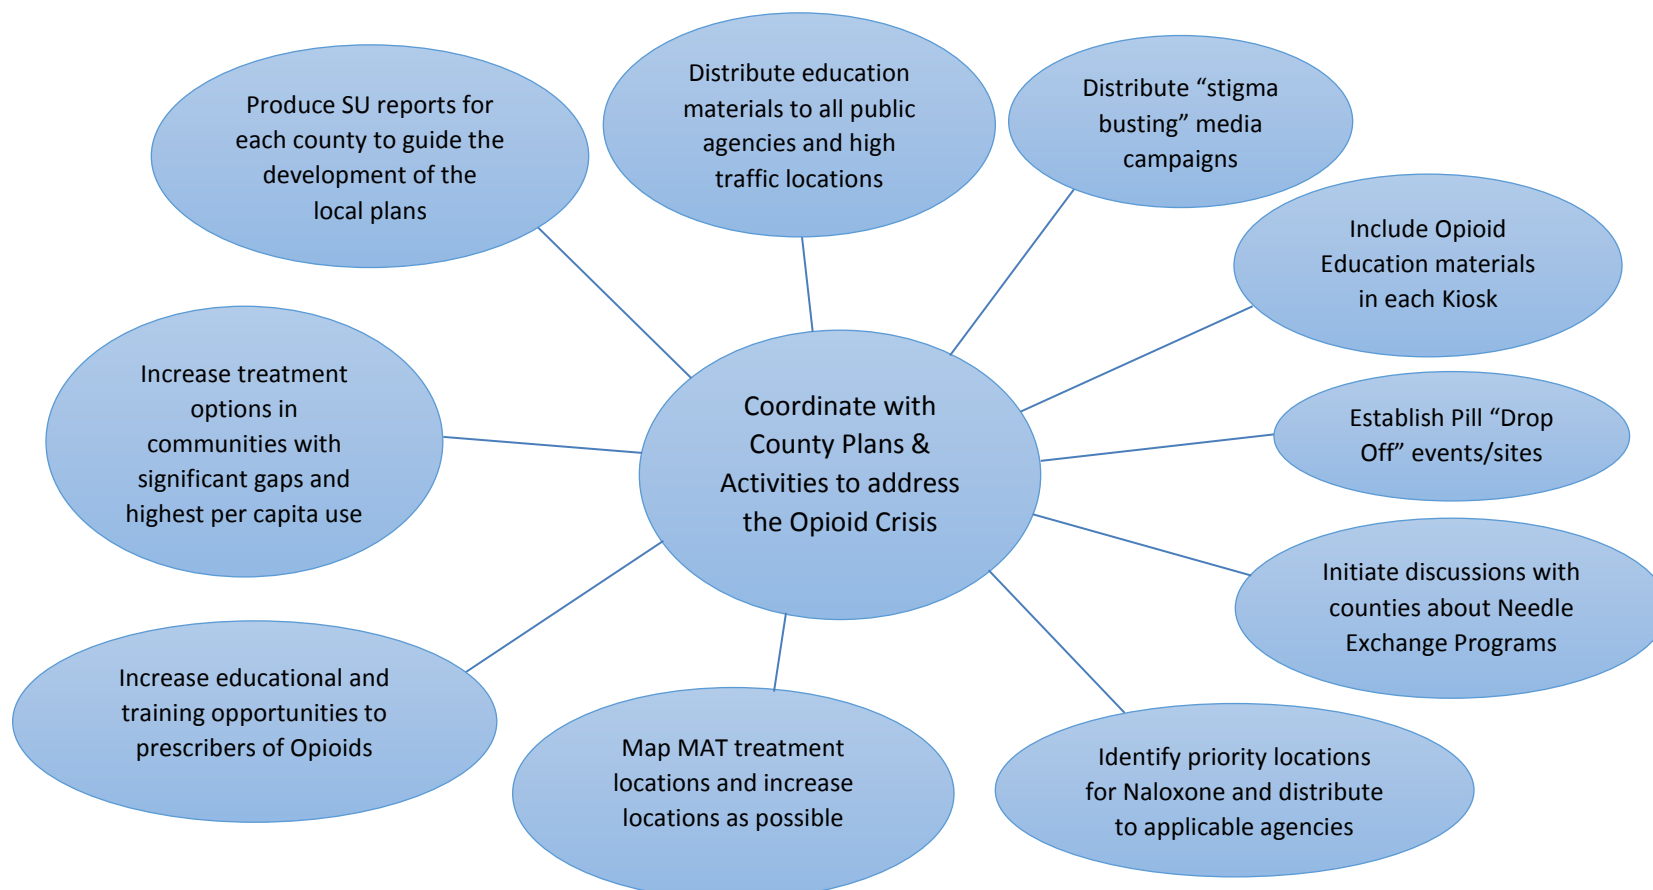 Produce SU reports for
each county to guide the
development of the
local plans
Distribute education
materials to all public
agencies and high
traffic locations
Distribute “stigma
busting” media
campaigns
Include Opioid
Education materials
in each Kiosk
Increase treatment
options in
communities with
significant gaps and
highest per capita use
Coordinate with
County Plans &
Activities to address
the Opioid Crisis
Establish Pill “Drop
Off” events/sites
Initiate discussions with
counties about Needle
Exchange Programs
Increase educational and
training opportunities to
prescribers of Opioids
Map MAT treatment
locations and increase
locations as possible
Identify priority locations
for Naloxone and distribute
to applicable agencies